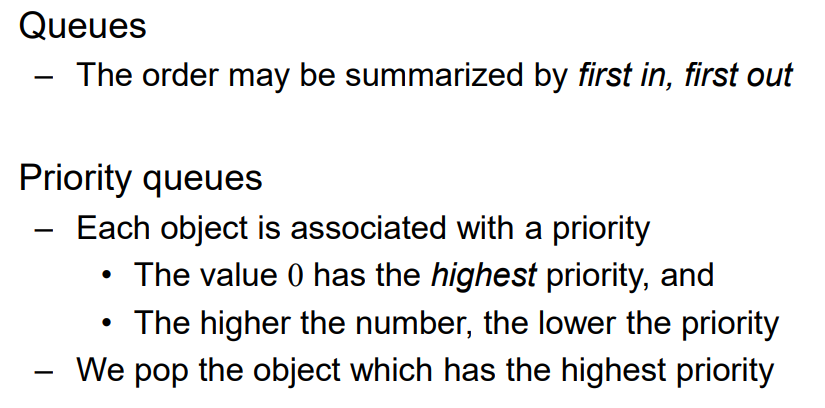 Queues
– The order may be summarized by first in, first out
Priority queues
– Each object is associated with a priority
• The value 0 has the highest priority, and
• The higher the number, the lower the priority
– We pop the object which has the highest priority